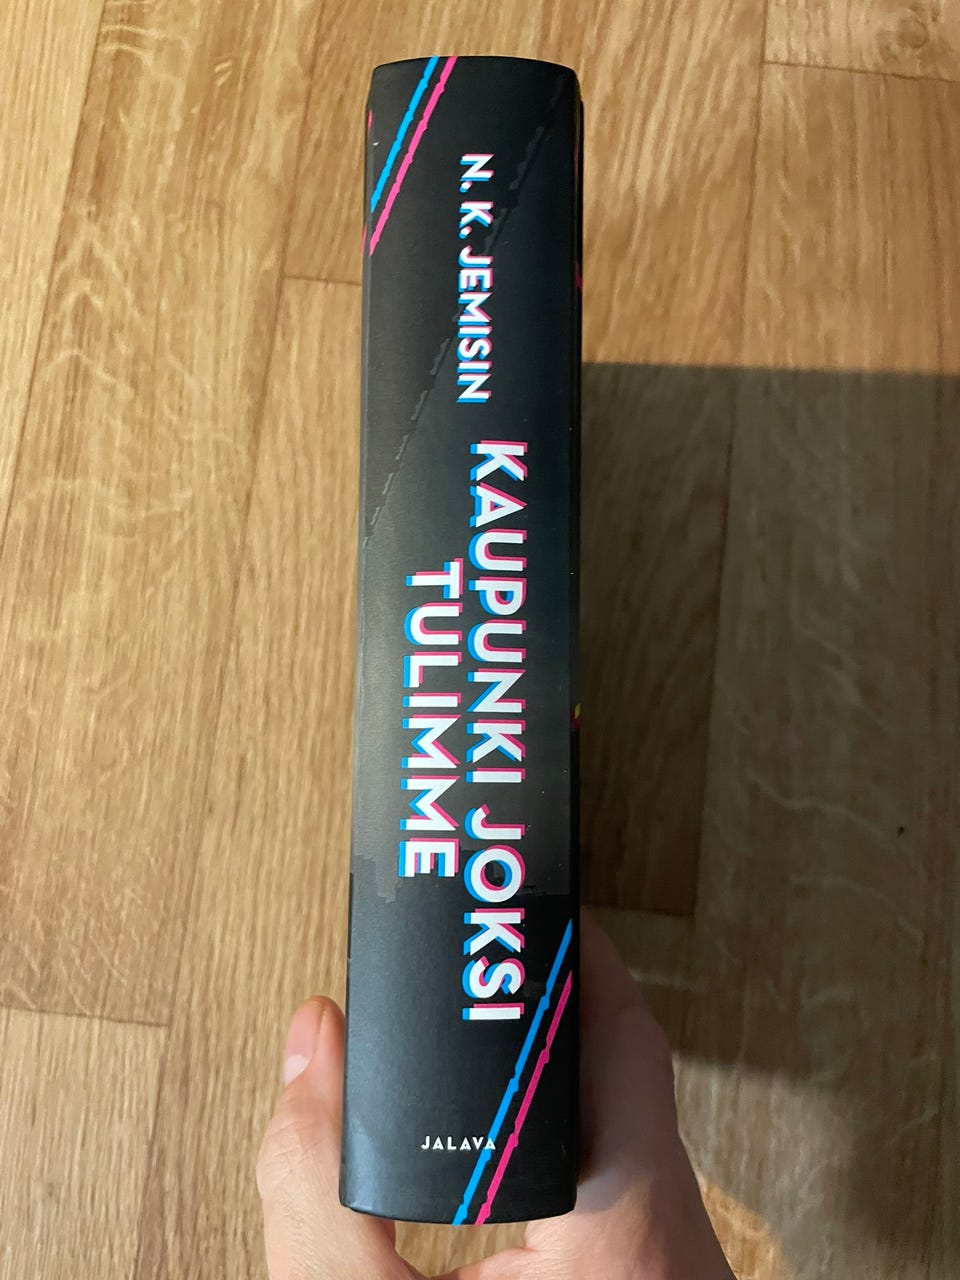 N. K. JEMISIN
KAUPUNKI JOKSI
TULIMME
JALAVA